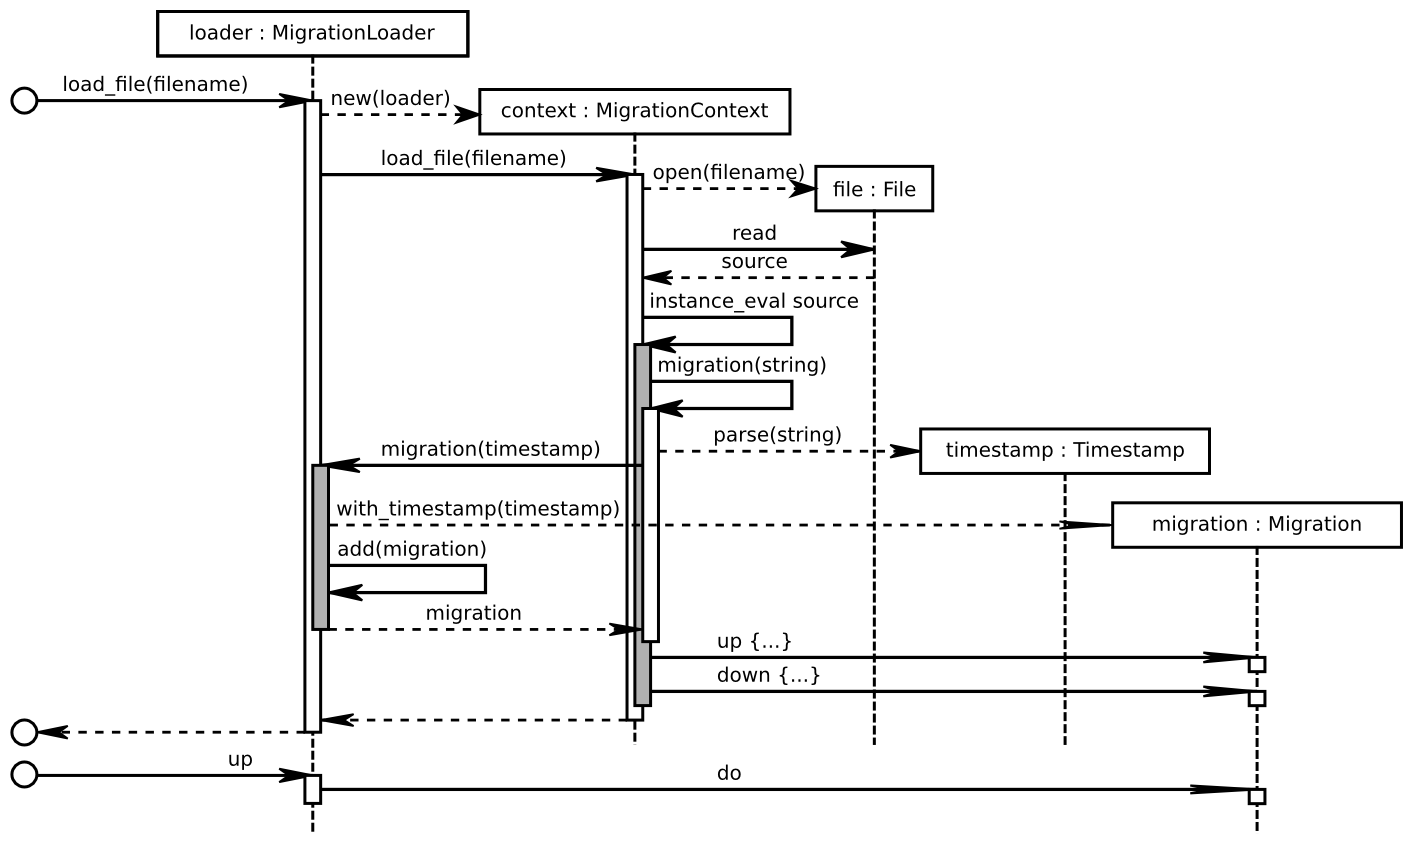 loader : MigrationLoader
load_file(filename)
new(loader)
context : MigrationContext
load_file(filename)
open(filename)
file : File
read
source
instance_eval source
migration(string)
parse(string)
timestamp : Timestamp
migration(timestamp)
with_timestamp(timestamp)
migration : Migration
add(migration)
migration
up {...}
down {...}
up
do